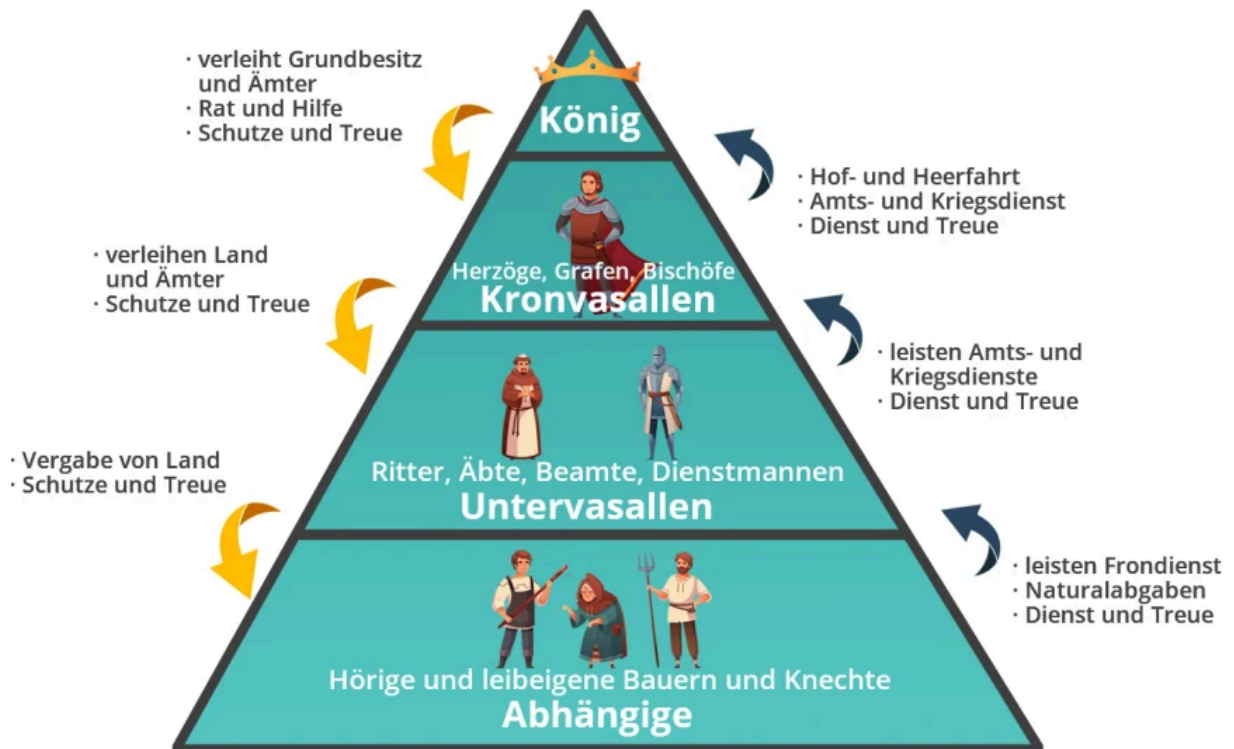 · verleiht Grundbesitz
und Ämter
· Rat und Hilfe
· Schutze und Treue
König
· Hof- und Heerfahrt
· Amts- und Kriegsdienst
· Dienst und Treue
· verleihen Land
und Ämter
· Schutze und Treue
Herzöge, Grafen, Bischöfe
Kronvasallen
· leisten Amts- und
Kriegsdienste
· Dienst und Treue
· Vergabe von Land
· Schutze und Treue
Ritter, Äbte, Beamte, Dienstmannen
Untervasallen
· leisten Frondienst
· Naturalabgaben
· Dienst und Treue
Hörige und leibeigene Bauern und Knechte
Abhängige